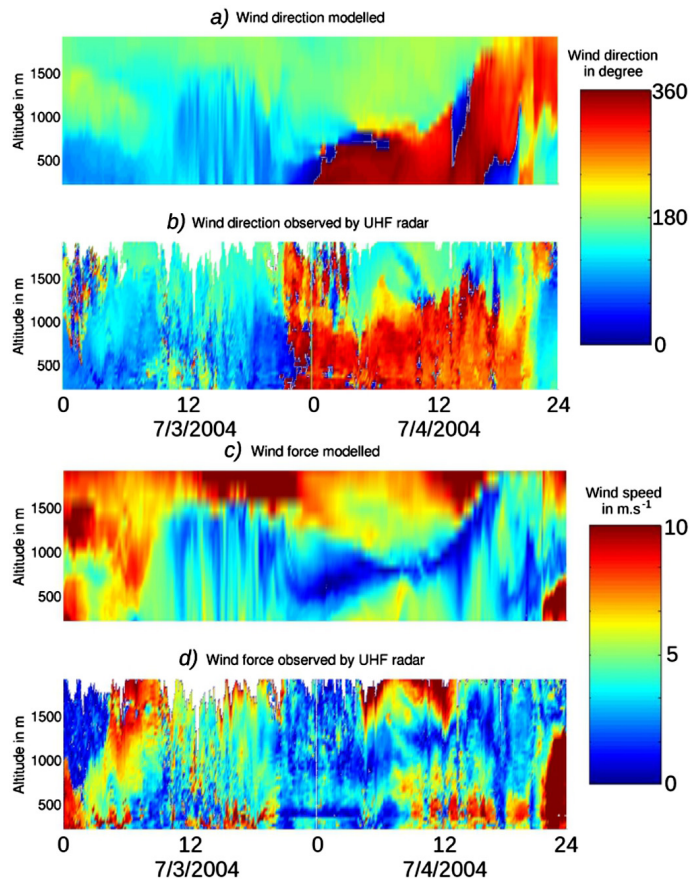 a) Wind direction modelled
Wind direction
in degree
Altitude in m
1500
1000
500
360
180
0
b) Wind direction observed by UHF radar
Altitude in m
1500
1000
500
0 12 0 12 24
7/3/2004 7/4/2004
c) Wind force modelled
Wind speed
in m.s-1
Altitude in m
1500
1000
500
10
5
0
d) Wind force observed by UHF radar
Altitude in m
1500
1000
500
0 12 0 12 24
7/3/2004 7/4/2004